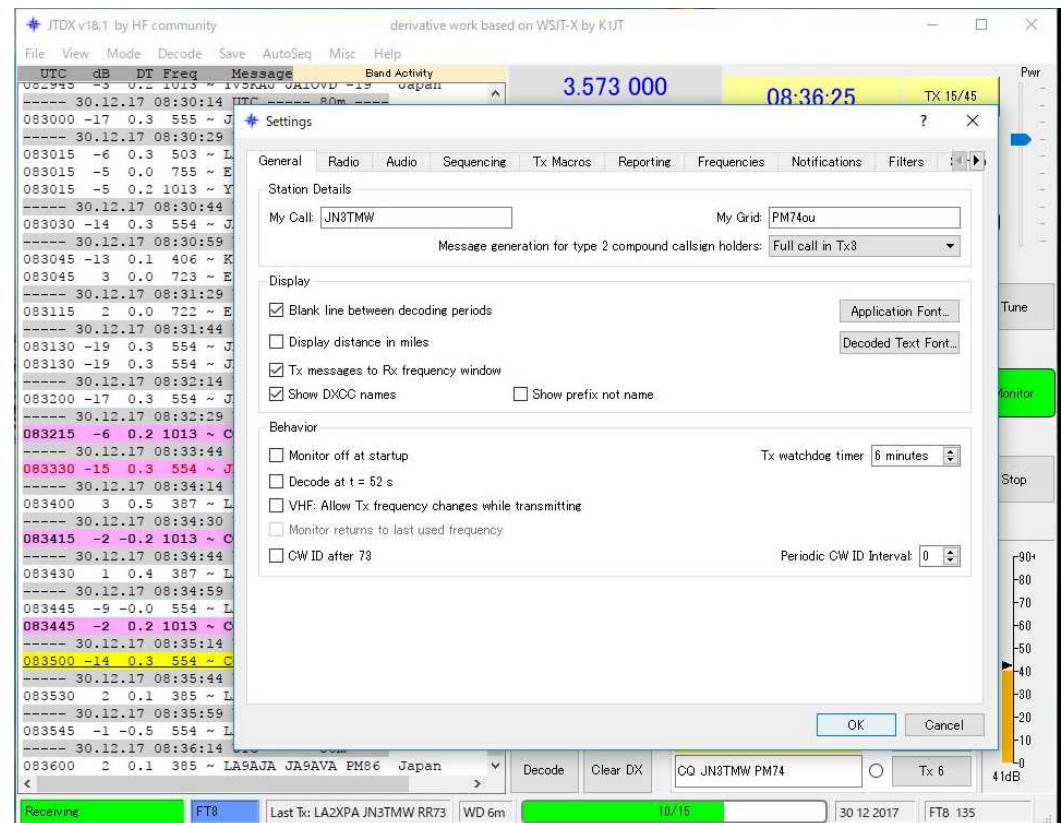 JTDX v18.1 by HF community derivative work based on WSJT-X by K1JT
File View Mode Decode Save AutoSeq Misc Help
UTC dB DT Freq Message Band Activity
Pwr
3.573 000
08:36:25
TX 15/45
----- 30.12.17 08:30:14 UTC ----- 80m ----
083000 -17 0.3 555 ~ J
----- 30.12.17 08:30:29
083015 -6 0.3 503 ~ L
083015 -5 0.0 755 ~ E
083015 -5 0.2 1013 ~ Y
----- 30.12.17 08:30:44
083030 -14 0.3 554 ~ J
----- 30.12.17 08:30:59
083045 -13 0.1 406 ~ K
083045 3 0.0 723 ~ E
----- 30.12.17 08:31:29
083115 2 0.0 722 ~ E
----- 30.12.17 08:31:44
083130 -19 0.3 554 ~ J
083130 -19 0.3 554 ~ J
----- 30.12.17 08:32:14
083200 -17 0.3 554 ~ J
----- 30.12.17 08:32:29
083215 -6 0.2 1013 ~ C
----- 30.12.17 08:33:44
083330 -15 0.3 554 ~ J
----- 30.12.17 08:34:14
083400 3 0.5 387 ~ L
----- 30.12.17 08:34:30
083415 -2 -0.2 1013 ~ C
----- 30.12.17 08:34:44
083430 1 0.4 387 ~ L
----- 30.12.17 08:34:59
083445 -9 -0.0 554 ~ L
083445 -2 0.2 1013 ~ C
----- 30.12.17 08:35:14
083500 -14 0.3 554 ~ C
----- 30.12.17 08:35:44
083530 2 0.1 385 ~ L
----- 30.12.17 08:35:59
083545 -1 -0.5 554 ~ L
----- 30.12.17 08:36:14
083600 2 0.1 385 ~ LA9AJA JA9AVA PM86 Japan
Settings
General Radio Audio Sequencing Tx Macros Reporting Frequencies Notifications Filters
Station Details
My Call: JN3TMW My Grid: PM74ou
Message generation for type 2 compound callsign holders: Full call in Tx3
Display
Blank line between decoding periods Application Font...
Display distance in miles Decoded Text Font...
Tx messages to Rx frequency window
Show DXCC names Show prefix not name
Behavior
Monitor off at startup Tx watchdog timer 6 minutes
Decode at t = 52 s
VHF: Allow Tx frequency changes while transmitting
Monitor returns to last used frequency
CW ID after 73 Periodic CW ID Interval: 0
OK Cancel
Tune
Monitor
Stop
90+
80
70
60
50
40
30
20
10
0
41dB
Decode Clear DX CQ JN3TMW PM74 Tx 6
Receiving FT8 Last Tx: LA2XPA JN3TMW RR73 WD 6m 10/15 30 12 2017 FT8 135